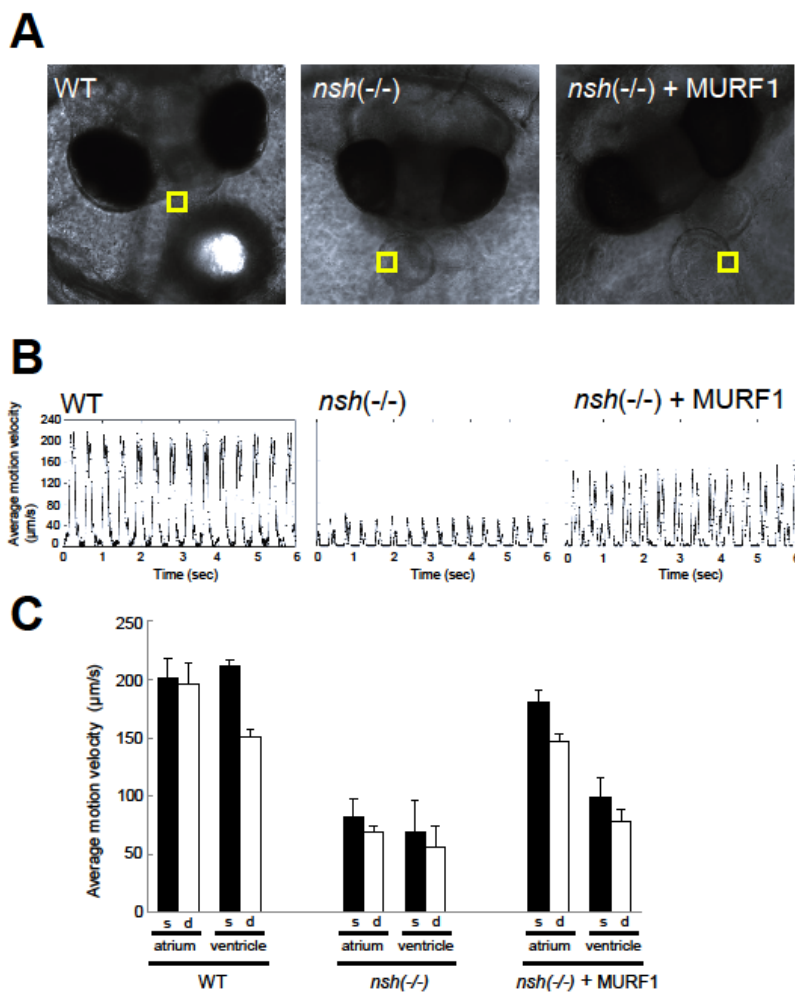 A
WT
nsh(-/-)
nsh(-/-) + MURF1
B
WT
nsh(-/-)
nsh(-/-) + MURF1
Average motion velocity
(µm/s)
240
200
160
120
80
40
0
0 1 2 3 4 5 6
Time (sec)
0 1 2 3 4 5 6
Time (sec)
0 1 2 3 4 5 6
Time (sec)
C
Average motion velocity (µm/s)
250
200
150
100
50
0
s d s d
atrium ventricle
WT
s d s d
atrium ventricle
nsh(-/-)
s d s d
atrium ventricle
nsh(-/-) + MURF1